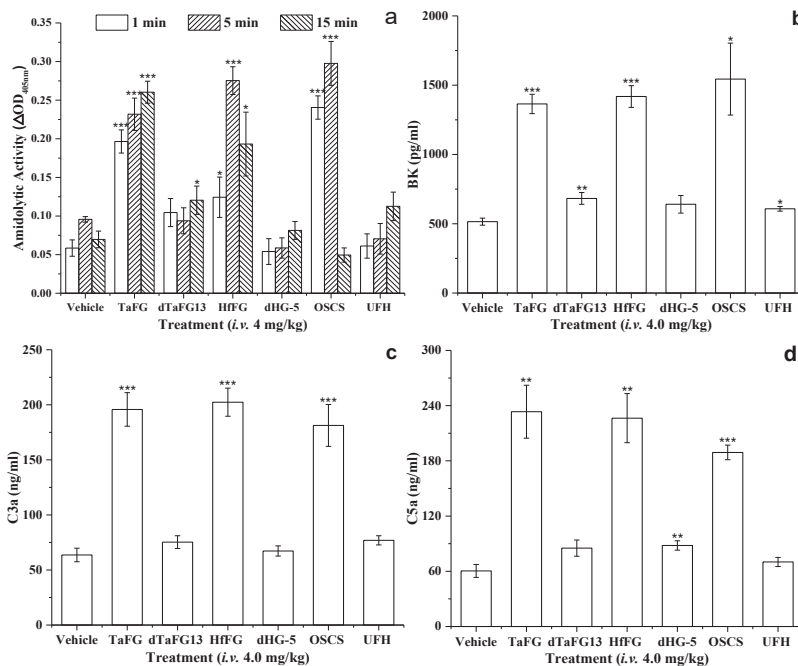 a
1 min 5 min 15 min
Amidolytic Activity (ΔOD405nm)
0.40
0.35
0.30
0.25
0.20
0.15
0.10
0.05
0.00
*** *** ***
*
* *** *
*** ***
Vehicle TaFG dTaFG13 HfFG dHG-5 OSCS UFH
Treatment (i.v. 4 mg/kg)
b
BK (pg/ml)
2000
1500
1000
500
0
*** ** *** * *
Vehicle TaFG dTaFG13 HfFG dHG-5 OSCS UFH
Treatment (i.v. 4.0 mg/kg)
c
C3a (ng/ml)
250
200
150
100
50
0
*** *** ***
Vehicle TaFG dTaFG13 HfFG dHG-5 OSCS UFH
Treatment (i.v. 4.0 mg/kg)
d
C5a (ng/ml)
300
240
180
120
60
0
** ** ** ***
Vehicle TaFG dTaFG13 HfFG dHG-5 OSCS UFH
Treatment (i.v. 4.0 mg/kg)